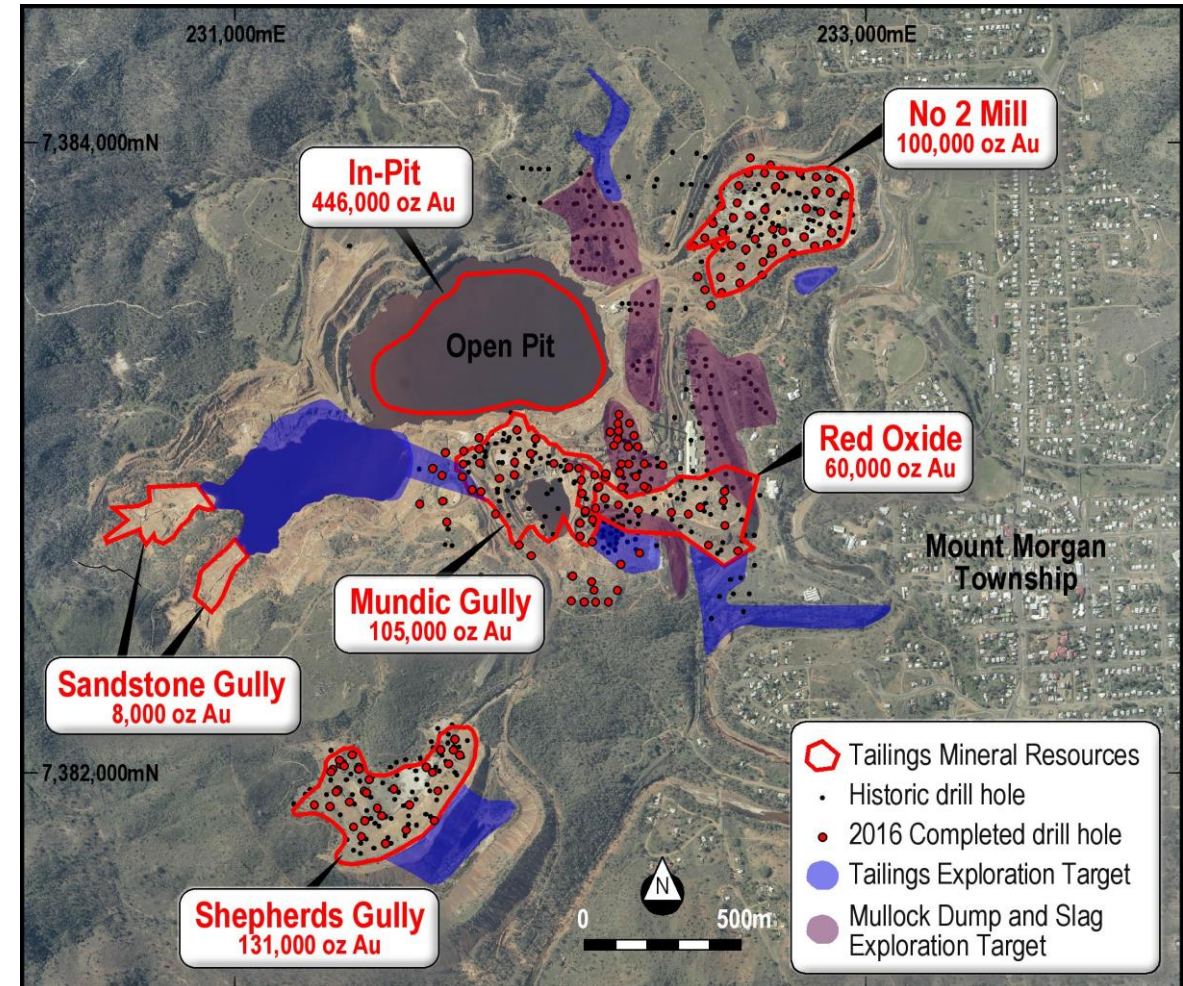 231,000mE
233,000mE
7,384,000mN
No 2 Mill
100,000 oz Au
In-Pit
446,000 oz Au
Open Pit
Red Oxide
60,000 oz Au
Mount Morgan
Township
Mundic Gully
105,000 oz Au
Sandstone Gully
8,000 oz Au
7,382,000mN
Shepherds Gully
131,000 oz Au
N
0
500m
Tailings Mineral Resources
Historic drill hole
2016 Completed drill hole
Tailings Exploration Target
Mullock Dump and Slag
Exploration Target